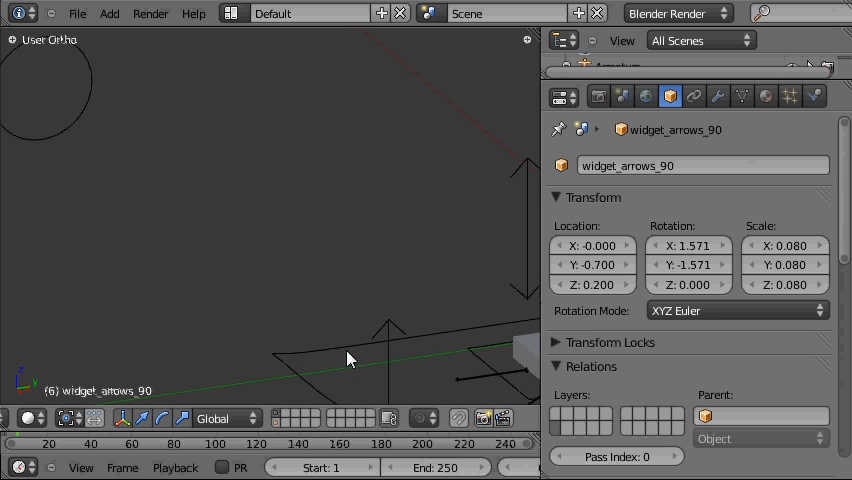 File Add Render Help Default Scene Blender Render
User Ortho
View All Scenes
widget_arrows_90
widget_arrows_90
Transform
Location: Rotation: Scale:
X: -0.000 X: 1.571 X: 0.080
Y: -0.700 Y: -1.571 Y: 0.080
Z: 0.200 Z: 0.000 Z: 0.080
Rotation Mode: XYZ Euler
Transform Locks
Relations
z
y
(6) widget_arrows_90
Layers: Parent:
Global
Object
20 40 60 80 100 120 140 160 180 200 220 240
Pass Index: 0
View Frame Playback PR Start: 1 End: 250